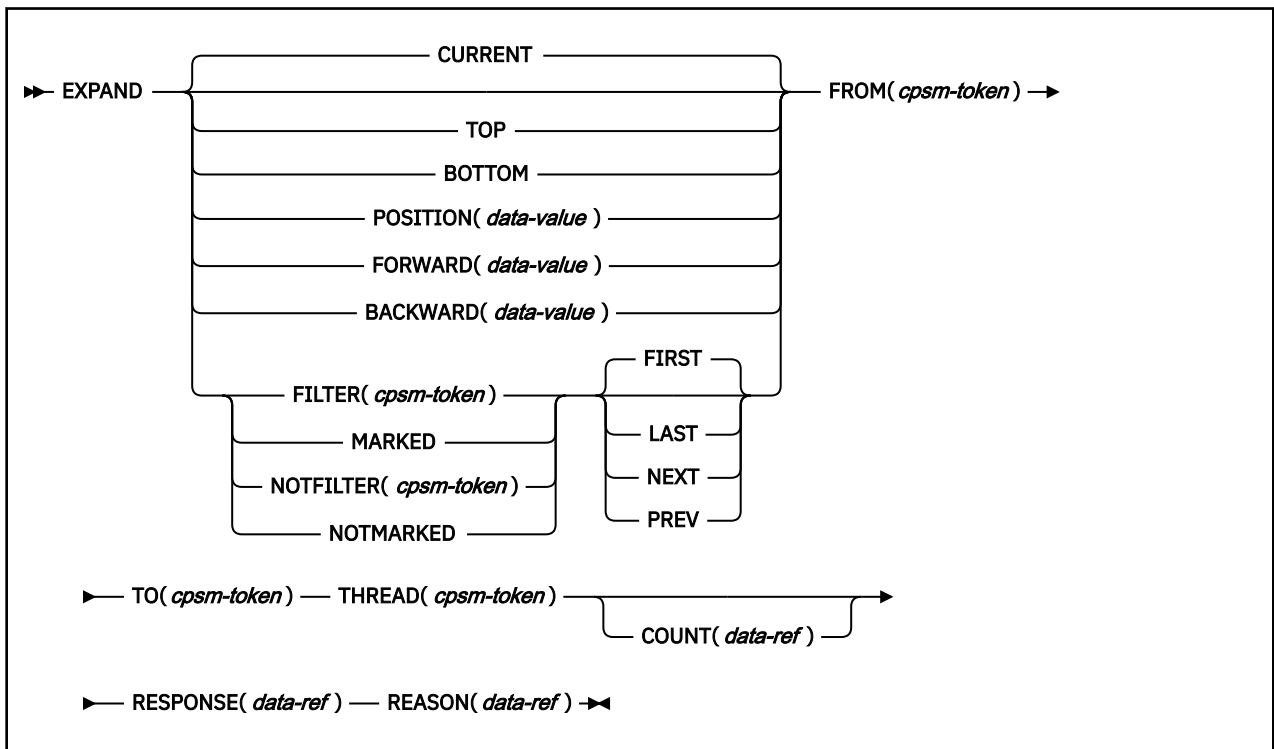 CURRENT
EXPAND FROM( cpsm-token )
TOP
BOTTOM
POSITION( data-value )
FORWARD( data-value )
BACKWARD( data-value )
FIRST
FILTER( cpsm-token )
LAST
MARKED
NEXT
NOTFILTER( cpsm-token )
PREV
NOTMARKED
TO( cpsm-token ) THREAD( cpsm-token )
COUNT( data-ref )
RESPONSE( data-ref ) REASON( data-ref )